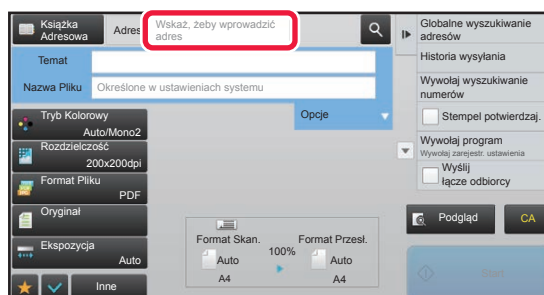 Książka
Adresowa
Adres
Wskaż, żeby wprowadzić
adres
Temat
Nazwa Pliku
Określone w ustawieniach systemu
Opcje
Tryb Kolorowy
Auto/Mono2
Rozdzielczość
200x200dpi
Format Pliku
PDF
Oryginał
Ekspozycja
Auto
Inne
Format Skan.
100%
Format Przesł.
Auto
A4
Auto
A4
Globalne wyszukiwanie
adresów
Historia wysyłania
Wywołaj wyszukiwanie
numerów
Stempel potwierdzaj.
Wywołaj program
Wywołaj zarejestr. ustawienia
Wyślij
łącze odbiorcy
Podgląd
CA
Start